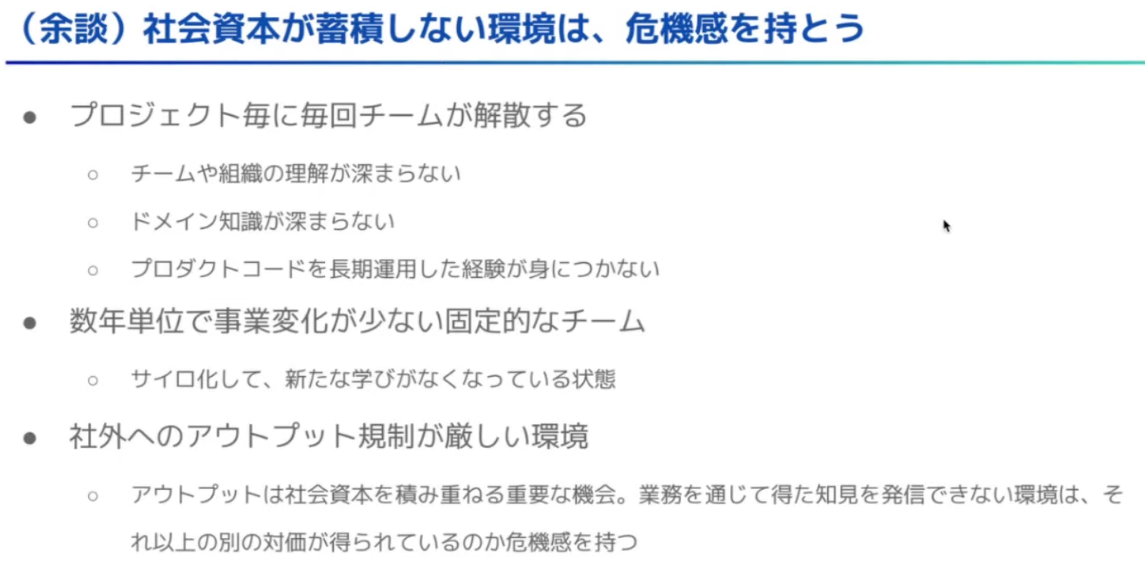 （余談）社会資本が蓄積しない環境は、危機感を持とう
● プロジェクト毎に毎回チームが解散する
○ チームや組織の理解が深まらない
○ ドメイン知識が深まらない
○ プロダクトコードを長期運用した経験が身につかない
● 数年単位で事業変化が少ない固定的なチーム
○ サイロ化して、新たな学びがなくなっている状態
● 社外へのアウトプット規制が厳しい環境
○ アウトプットは社会資本を積み重ねる重要な機会。業務を通じて得た知見を発信できない環境は、そ
れ以上の別の対価が得られているのか危機感を持つ